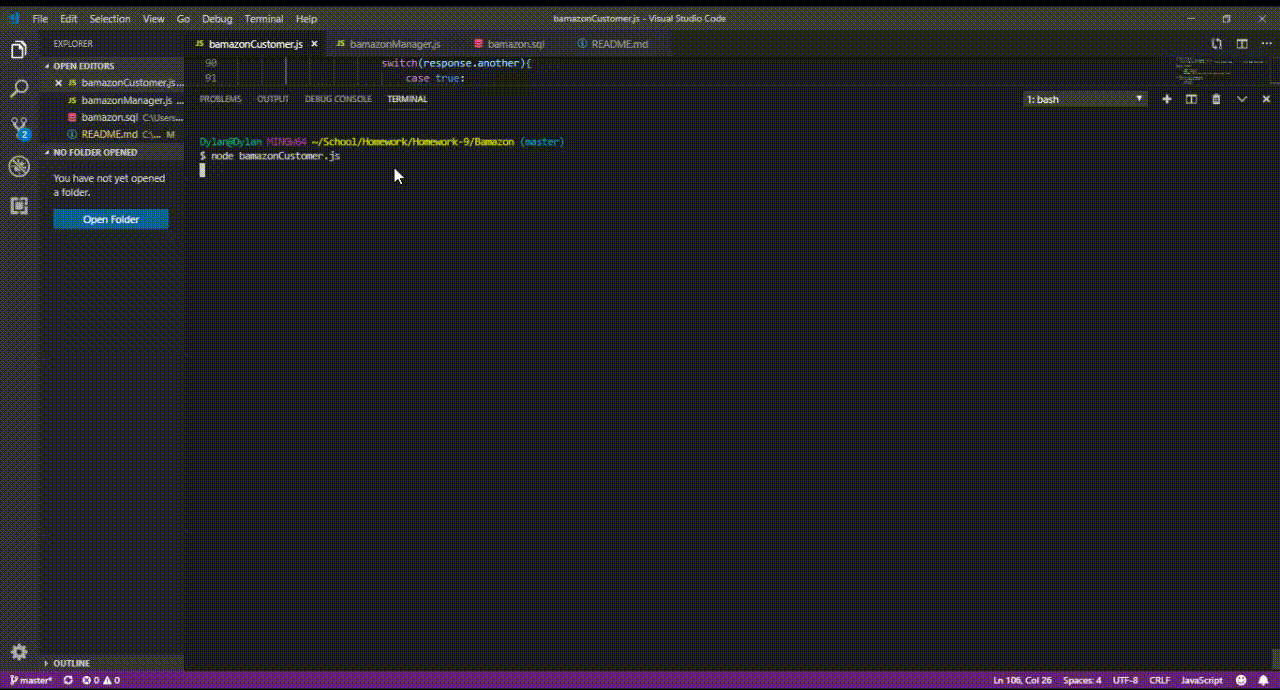 File Edit Selection View Go Debug Terminal Help
bamazonCustomer.js - Visual Studio Code
EXPLORER
OPEN EDITORS
bamazonCustomer.js...
bamazonManager.js ...
bamazon.sql C:\Users...
README.md C:\... M
NO FOLDER OPENED
You have not yet opened
a folder.
Open Folder
OUTLINE
2
JS bamazonCustomer.js JS bamazonManager.js bamazon.sql README.md
90 switch(response.another){
91 case true:
PROBLEMS OUTPUT DEBUG CONSOLE TERMINAL
1: bash
Dylan@Dylan MINGW64 ~/School/Homework/Homework-9/Bamazon (master)
$ node bamazonCustomer.js
master* 0 0
Ln 106, Col 26 Spaces: 4 UTF-8 CRLF JavaScript